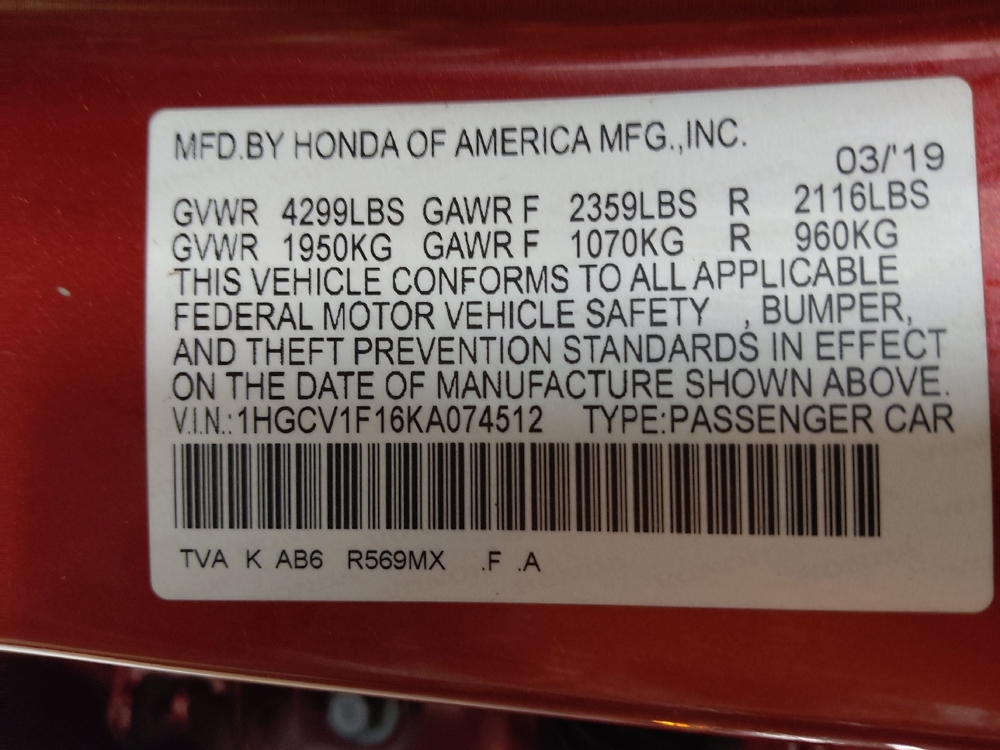 MFD.BY HONDA OF AMERICA MFG.,INC.
03/'19
GVWR 4299LBS GAWR F 2359LBS R 2116LBS
GVWR 1950KG GAWR F 1070KG R 960KG
THIS VEHICLE CONFORMS TO ALL APPLICABLE
FEDERAL MOTOR VEHICLE SAFETY , BUMPER,
AND THEFT PREVENTION STANDARDS IN EFFECT
ON THE DATE OF MANUFACTURE SHOWN ABOVE.
V.I.N.:1HGCV1F16KA074512 TYPE:PASSENGER CAR
TVA K AB6 R569MX .F .A